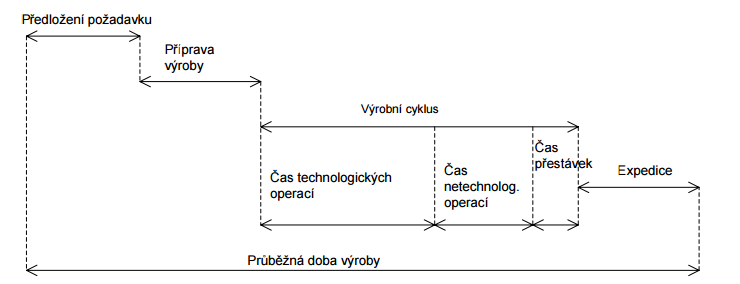 Předložení požadavku
Příprava
výroby
Výrobní cyklus
Čas technologických
operací
Čas
netechnolog.
operací
Čas
přestávek
Expedice
Průběžná doba výroby